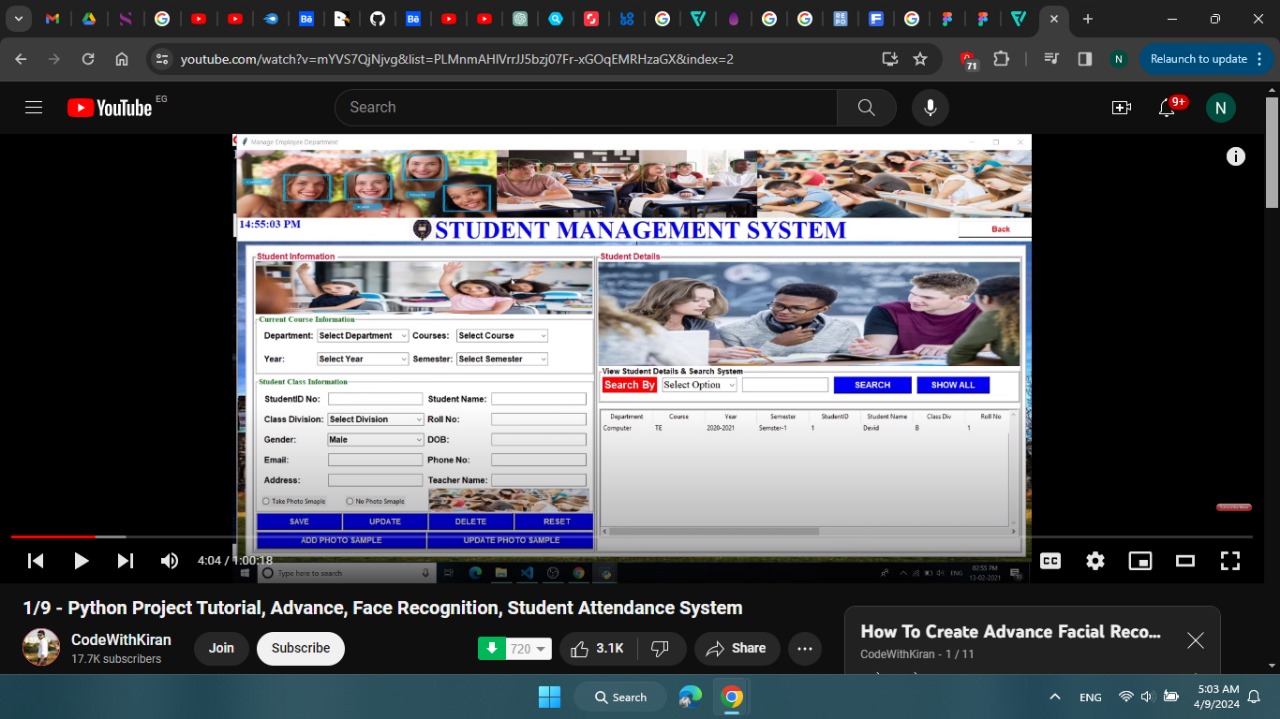 youtube.com/watch?v=mYVS7QjNjvg&list=PLMnmAHlVrrJJ5bzj07Fr-xGOqEMRHzaGX&index=2
71
N
Relaunch to update
YouTube EG
Search
9+
N
Manage Employee Department
14:55:03 PM
STUDENT MANAGEMENT SYSTEM
Back
Student Information
Student Details
Current Course Information
Department: Select Department Courses: Select Course
Year: Select Year Semester: Select Semester
View Student Details & Search System
Search By Select Option SEARCH SHOW ALL
Student Class Information
StudentID No: Student Name:
Class Division: Select Division Roll No:
Gender: Male DOB:
Email: Phone No:
Address: Teacher Name:
Take Photo Smaple No Photo Smaple
SAVE UPDATE DELETE RESET
ADD PHOTO SAMPLE UPDATE PHOTO SAMPLE
Department Cource Year Semester StudentID Student Name Class Div Roll No
Computer TE 2020-2021 Semster-1 1 Devid B 1
4:04 / 1:00:18
CC
Type here to search
ENG
02:55 PM
13-02-2021
1/9 - Python Project Tutorial, Advance, Face Recognition, Student Attendance System
CodeWithKiran
17.7K subscribers
Join
Subscribe
720
3.1K
Share
How To Create Advance Facial Reco...
CodeWithKiran - 1 / 11
Search
ENG
5:03 AM
4/9/2024